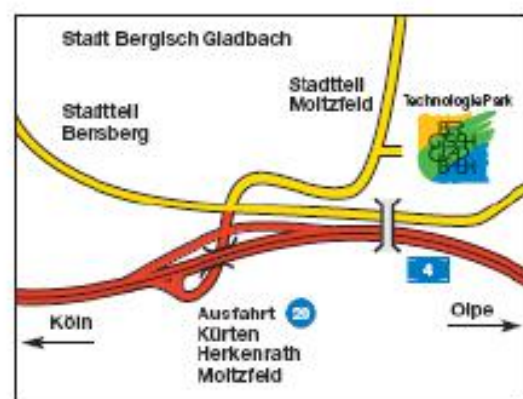 Stadt Bergisch Gladbach
Stadtteil
Moitzfeld
TechnologiePark
Stadtteil
Bensberg
4
Köln
Ausfahrt 20
Kürten
Herkenrath
Moitzfeld
Olpe